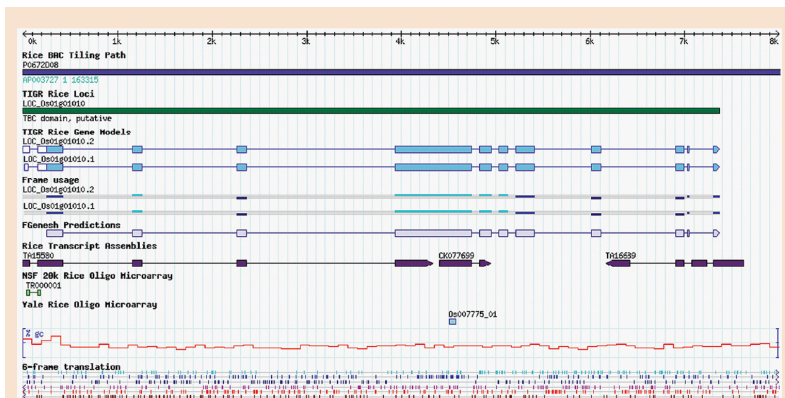 0k 1k 2k 3k 4k 5k 6k 7k 8k
Rice BAC Tiling Path
P0672D08
AP003727 1 163315
TIGR Rice Loci
LOC_Os01g01010
TBC domain, putative
TIGR Rice Gene Models
LOC_Os01g01010.2
LOC_Os01g01010.1
Frame usage
LOC_Os01g01010.2
LOC_Os01g01010.1
FGenesh Predictions
Rice Transcript Assemblies
TA15580 CK077699 TA16689
NSF 20k Rice Oligo Microarray
TR000001
Yale Rice Oligo Microarray
Os007775_01
% gc
6-frame translation